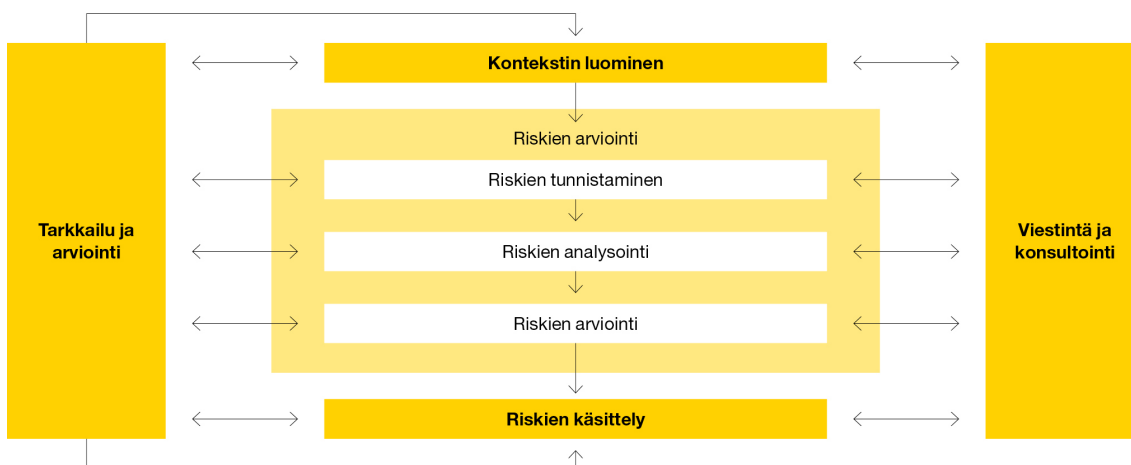 Kontekstin luominen
Riskien arviointi
Riskien tunnistaminen
Tarkkailu ja
arviointi
Riskien analysointi
Viestintä ja
konsultointi
Riskien arviointi
Riskien käsittely